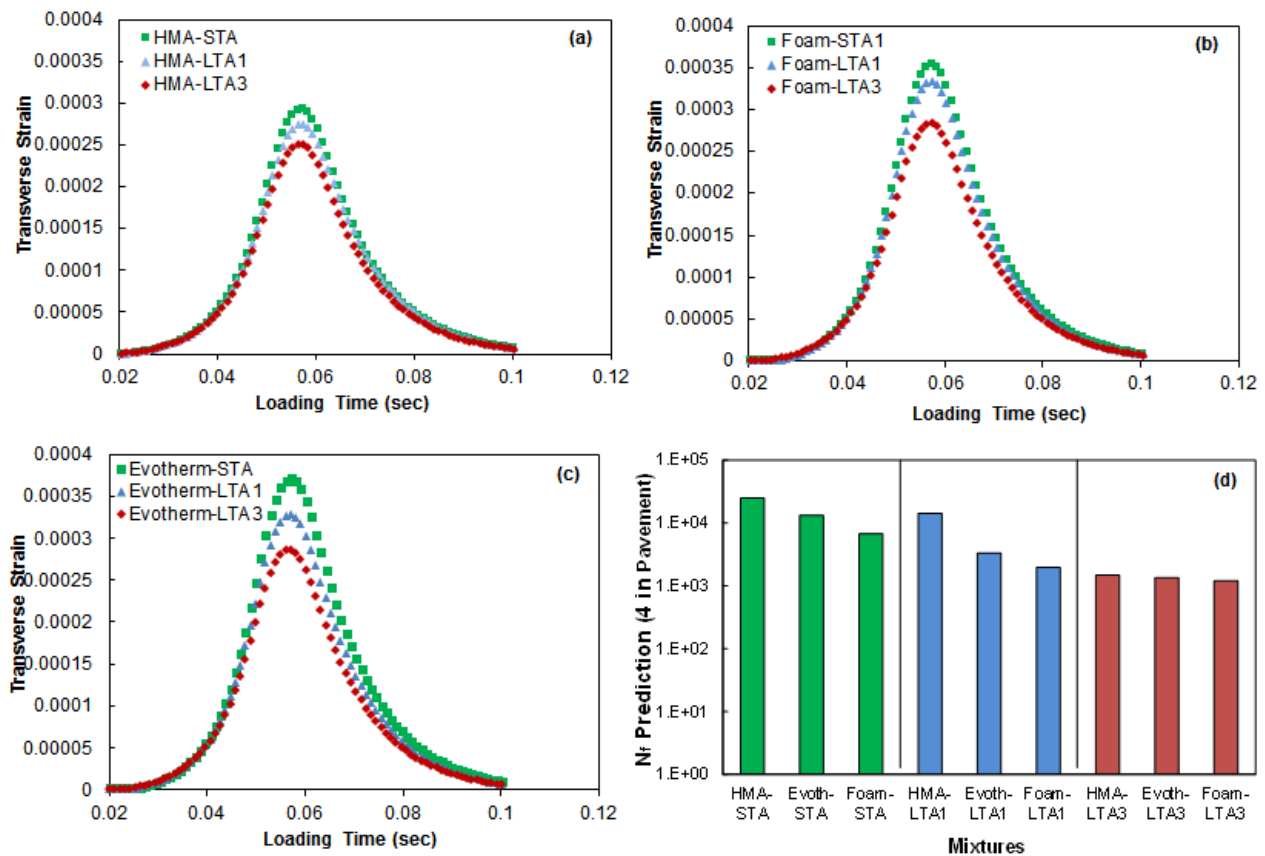 0.0004
0.00035
0.0003
0.00025
0.0002
0.00015
0.0001
0.00005
0
Transverse Strain
HMA-STA
HMA-LTA1
HMA-LTA3
(a)
0.02 0.04 0.06 0.08 0.1 0.12
Loading Time (sec)
0.0004
0.00035
0.0003
0.00025
0.0002
0.00015
0.0001
0.00005
0
Transverse Strain
Foam-STA1
Foam-LTA1
Foam-LTA3
(b)
0.02 0.04 0.06 0.08 0.1 0.12
Loading Time (sec)
0.0004
0.00035
0.0003
0.00025
0.0002
0.00015
0.0001
0.00005
0
Transverse Strain
Evotherm-STA
Evotherm-LTA1
Evotherm-LTA3
(c)
0.02 0.04 0.06 0.08 0.1 0.12
Loading Time (sec)
1.E+05
1.E+04
1.E+03
1.E+02
1.E+01
1.E+00
Nf Prediction (4 in Pavement)
(d)
HMA- Evoth- Foam- HMA- Evoth- Foam- HMA- Evoth- Foam-
STA STA STA LTA1 LTA1 LTA1 LTA3 LTA3 LTA3
Mixtures